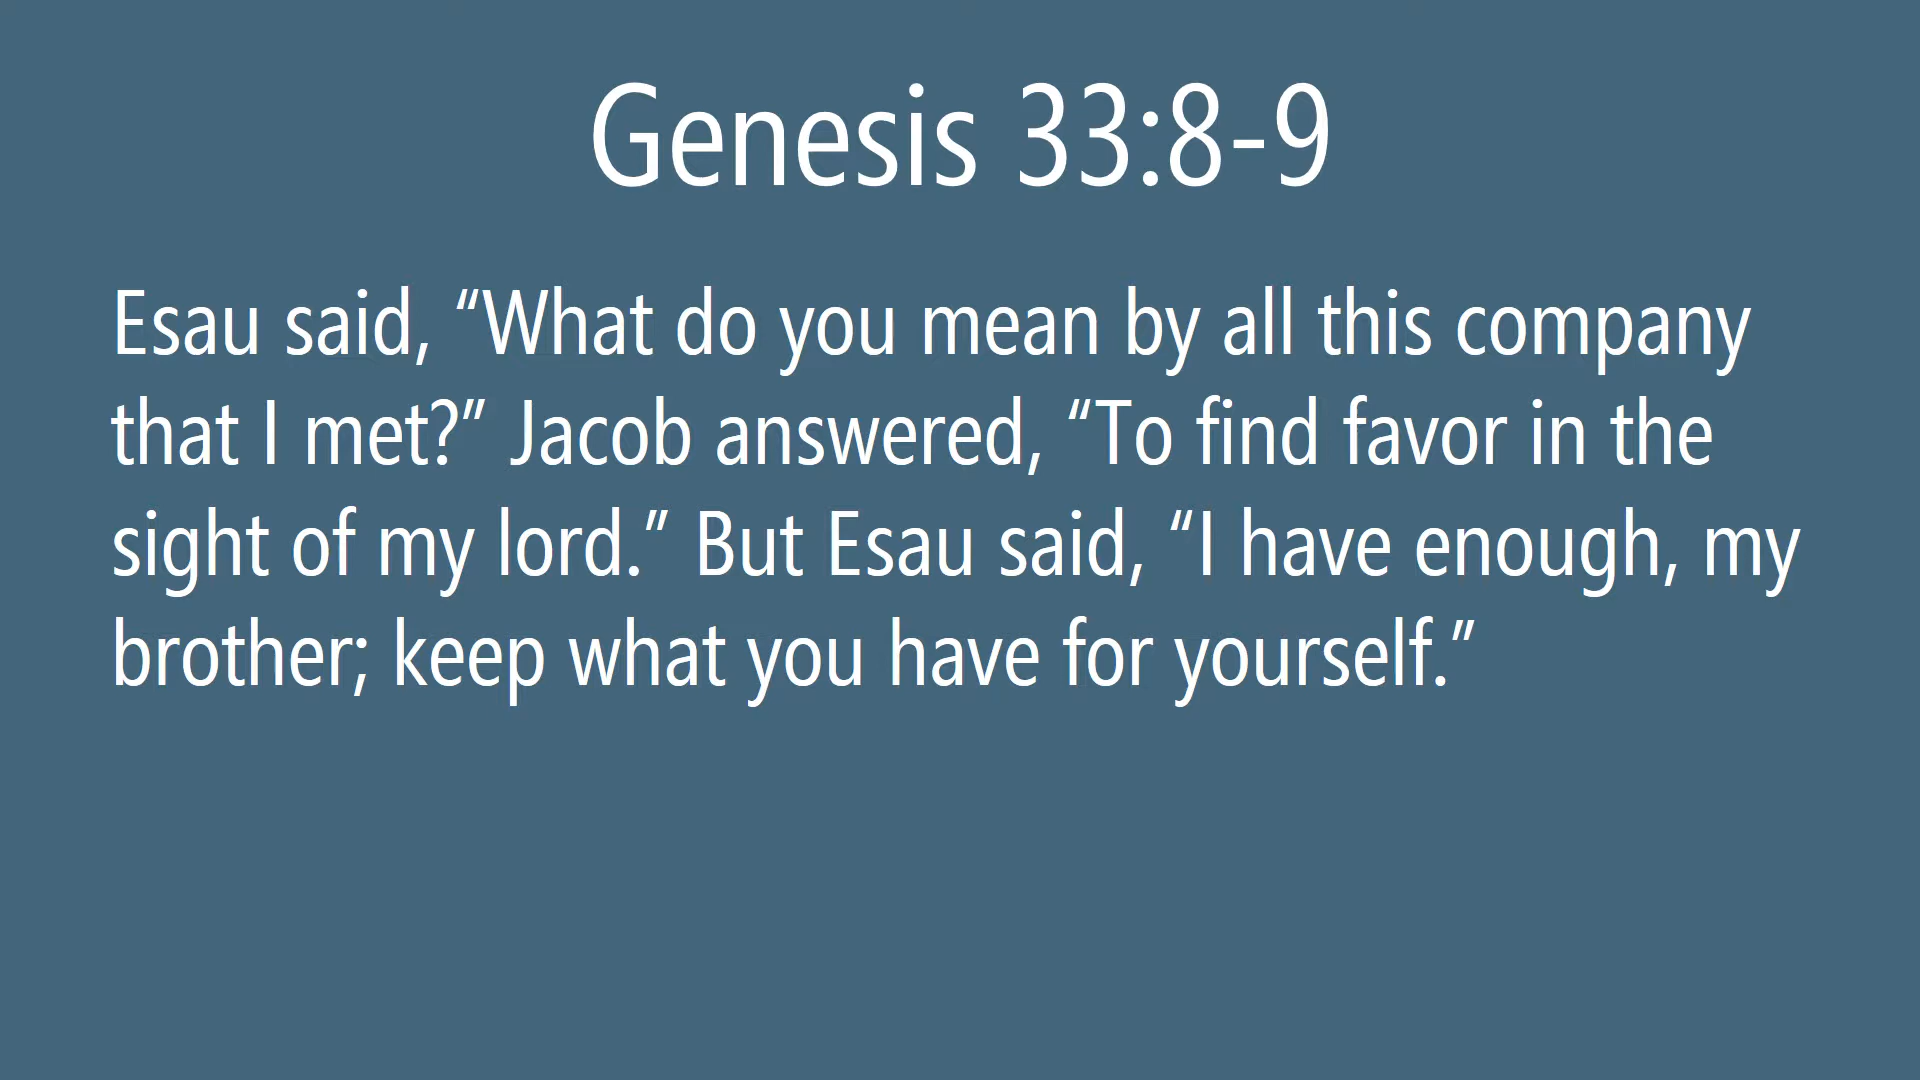 Genesis 33:8-9
Esau said, “What do you mean by all this company
that I met?” Jacob answered, “To find favor in the
sight of my lord.” But Esau said, “I have enough, my
brother; keep what you have for yourself.”